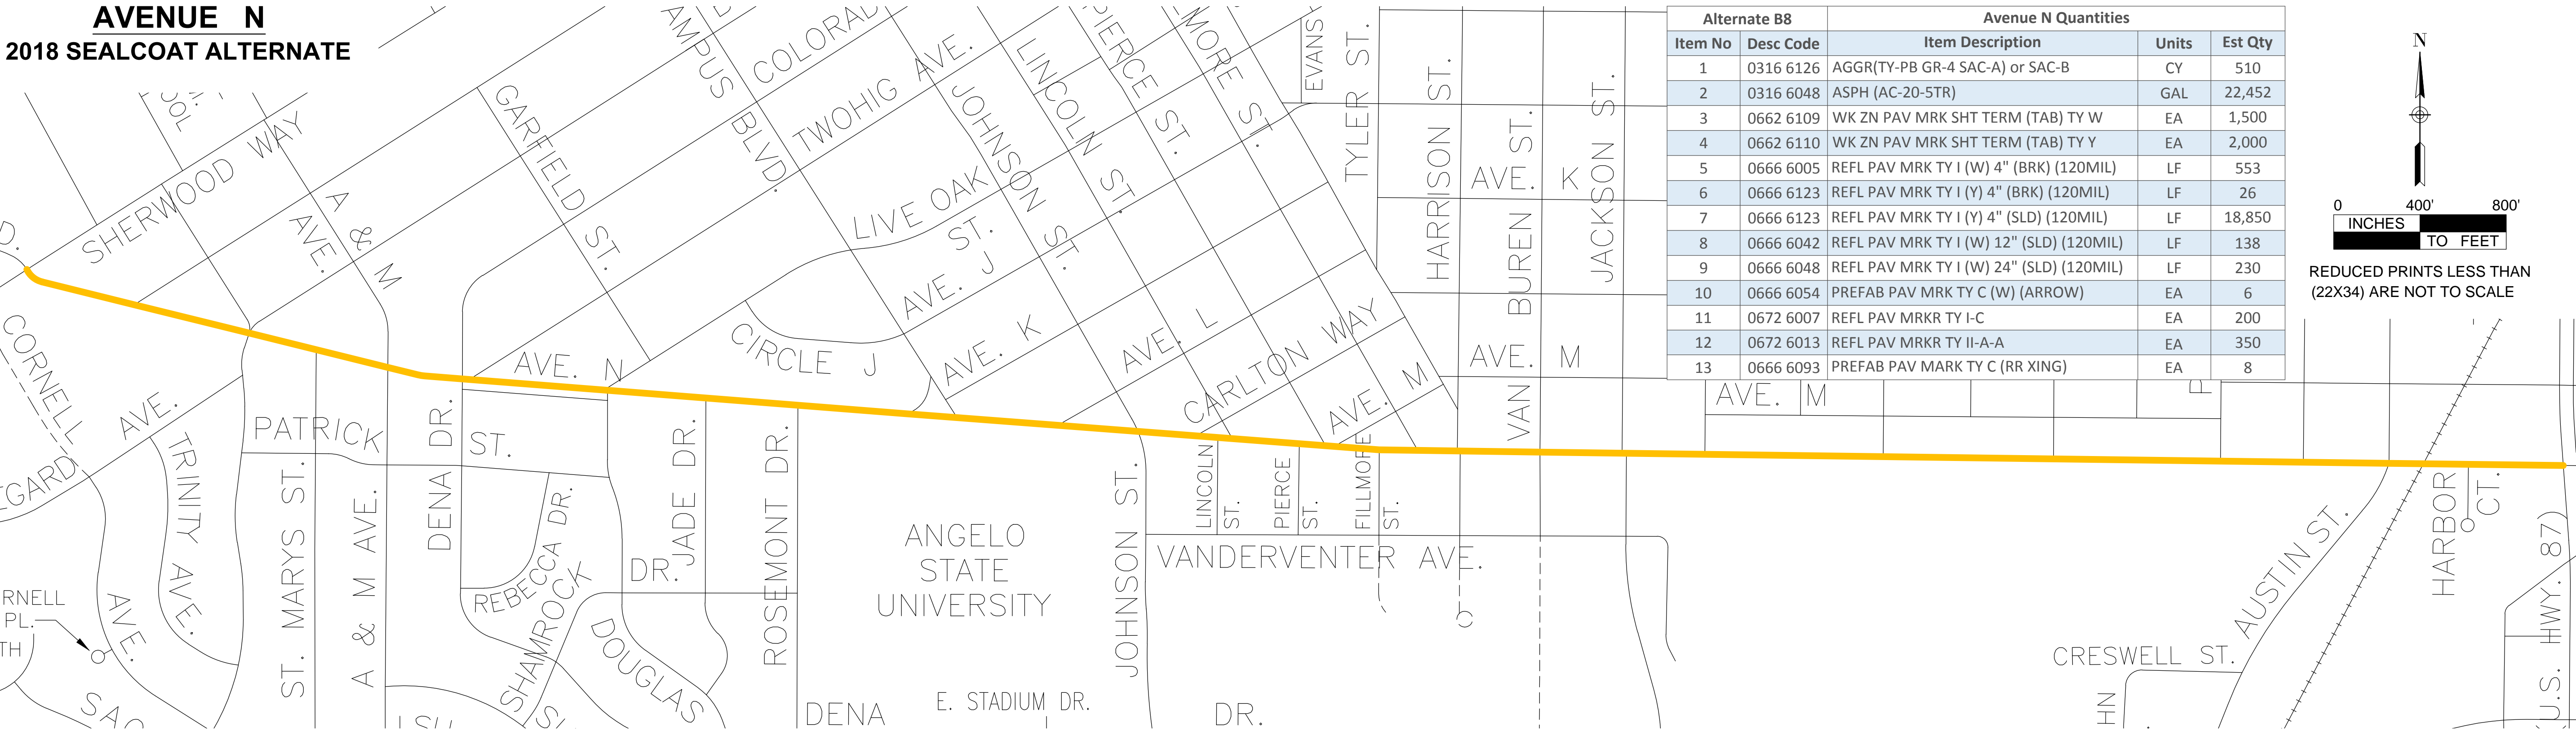 AVENUE N
2018 SEALCOAT ALTERNATE
Alternate B8 Avenue N Quantities
Item No Desc Code Item Description Units Est Qty
1 0316 6126 AGGR(TY-PB GR-4 SAC-A) or SAC-B CY 510
2 0316 6048 ASPH (AC-20-5TR) GAL 22,452
3 0662 6109 WK ZN PAV MRK SHT TERM (TAB) TY W EA 1,500
4 0662 6110 WK ZN PAV MRK SHT TERM (TAB) TY Y EA 2,000
5 0666 6005 REFL PAV MRK TY I (W) 4" (BRK) (120MIL) LF 553
6 0666 6123 REFL PAV MRK TY I (Y) 4" (BRK) (120MIL) LF 26
7 0666 6123 REFL PAV MRK TY I (Y) 4" (SLD) (120MIL) LF 18,850
8 0666 6042 REFL PAV MRK TY I (W) 12" (SLD) (120MIL) LF 138
9 0666 6048 REFL PAV MRK TY I (W) 24" (SLD) (120MIL) LF 230
10 0666 6054 PREFAB PAV MRK TY C (W) (ARROW) EA 6
11 0672 6007 REFL PAV MRKR TY I-C EA 200
12 0672 6013 REFL PAV MRKR TY II-A-A EA 350
13 0666 6093 PREFAB PAV MARK TY C (RR XING) EA 8
N
0 400' 800'
INCHES
TO FEET
REDUCED PRINTS LESS THAN
(22X34) ARE NOT TO SCALE
SHERWOOD WAY
A & M
AVE.
GARFIELD ST.
AMPUS BLVD.
COLORAD
TWOHIG AVE.
LIVE OAK
ST.
JOHNSON ST.
LINCOLN ST.
PIERCE ST.
MORE ST.
EVANS
TYLER ST.
HARRISON ST.
VAN BUREN ST.
JACKSON ST.
AVE. K
AVE. M
AVE. M
CIRCLE J
AVE. J
AVE. K
AVE. L
CARLTON WAY
AVE. M
AVE. N
CORNELL
AVE.
TRINITY AVE.
PATRICK ST.
ST. MARYS ST.
A & M AVE.
DENA DR.
REBECCA DR.
SHAMROCK
DR.
DOUGLAS
JADE DR.
ROSEMONT DR.
ANGELO
STATE
UNIVERSITY
JOHNSON ST.
LINCOLN
ST.
PIERCE
ST.
FILLMORE
ST.
VANDERVENTER AVE.
E. STADIUM DR.
DENA DR.
RNELL
PL.
TH
AVE.
AUSTIN ST.
HARBOR
CT.
CRESWELL ST.
HN
U.S. HWY. 87)